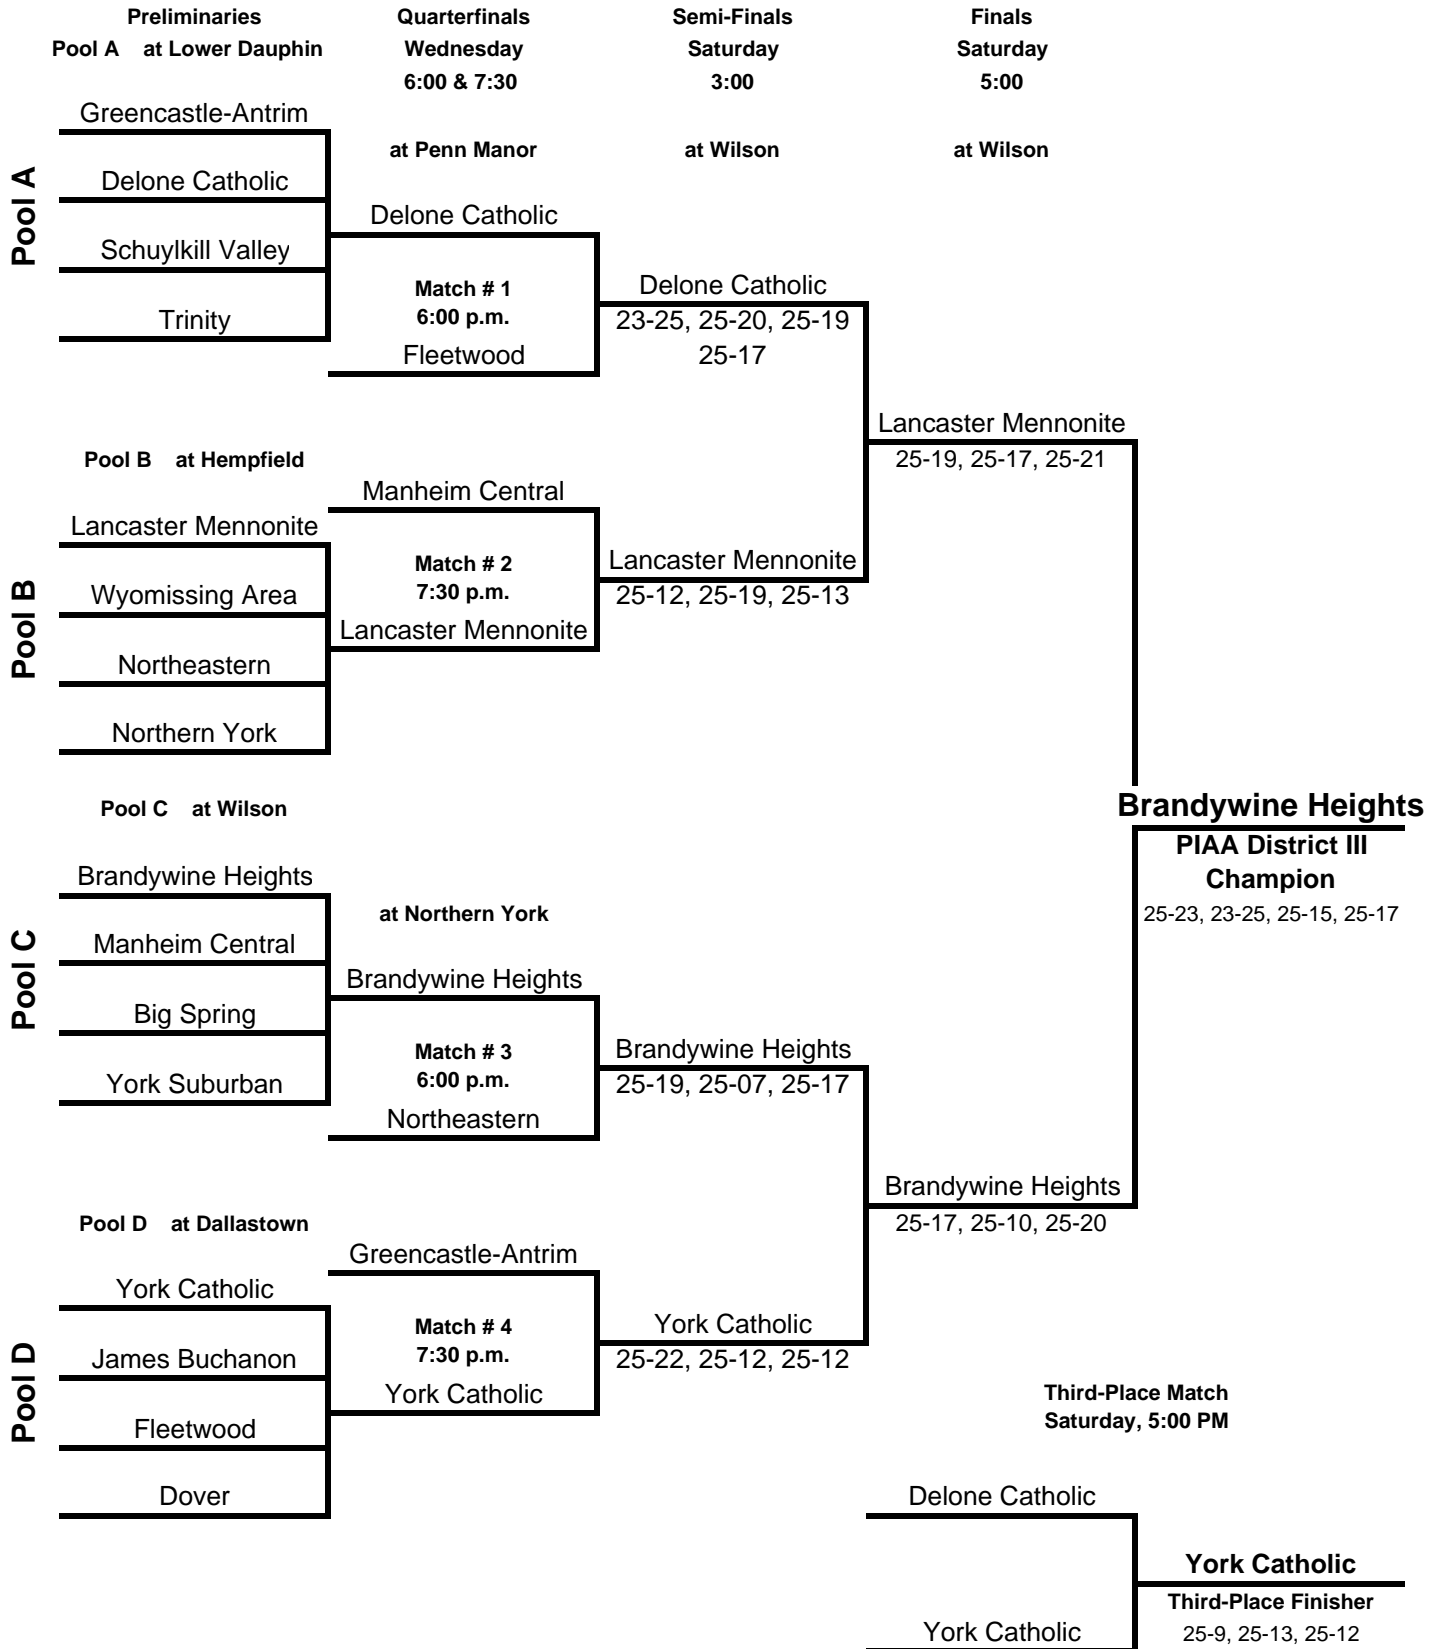 Preliminaries Quarterfinals Semi-Finals Finals
Pool A at Lower Dauphin Wednesday Saturday Saturday
6:00 & 7:30 3:00 5:00
Greencastle-Antrim
at Penn Manor at Wilson at Wilson
Pool A
Delone Catholic
Delone Catholic
Schuylkill Valley
Match # 1 Delone Catholic
Trinity 6:00 p.m. 23-25, 25-20, 25-19
Fleetwood 25-17
Lancaster Mennonite
Pool B at Hempfield 25-19, 25-17, 25-21
Manheim Central
Lancaster Mennonite
Match # 2 Lancaster Mennonite
Pool B
Wyomissing Area 7:30 p.m. 25-12, 25-19, 25-13
Lancaster Mennonite
Northeastern
Northern York
Pool C at Wilson Brandywine Heights
PIAA District III
Brandywine Heights Champion
at Northern York 25-23, 23-25, 25-15, 25-17
Pool C
Manheim Central
Brandywine Heights
Big Spring
Match # 3 Brandywine Heights
York Suburban 6:00 p.m. 25-19, 25-07, 25-17
Northeastern
Brandywine Heights
Pool D at Dallastown 25-17, 25-10, 25-20
Greencastle-Antrim
York Catholic
Match # 4 York Catholic
Pool D
James Buchanon 7:30 p.m. 25-22, 25-12, 25-12
York Catholic Third-Place Match
Fleetwood Saturday, 5:00 PM
Dover Delone Catholic
York Catholic
Third-Place Finisher
York Catholic 25-9, 25-13, 25-12